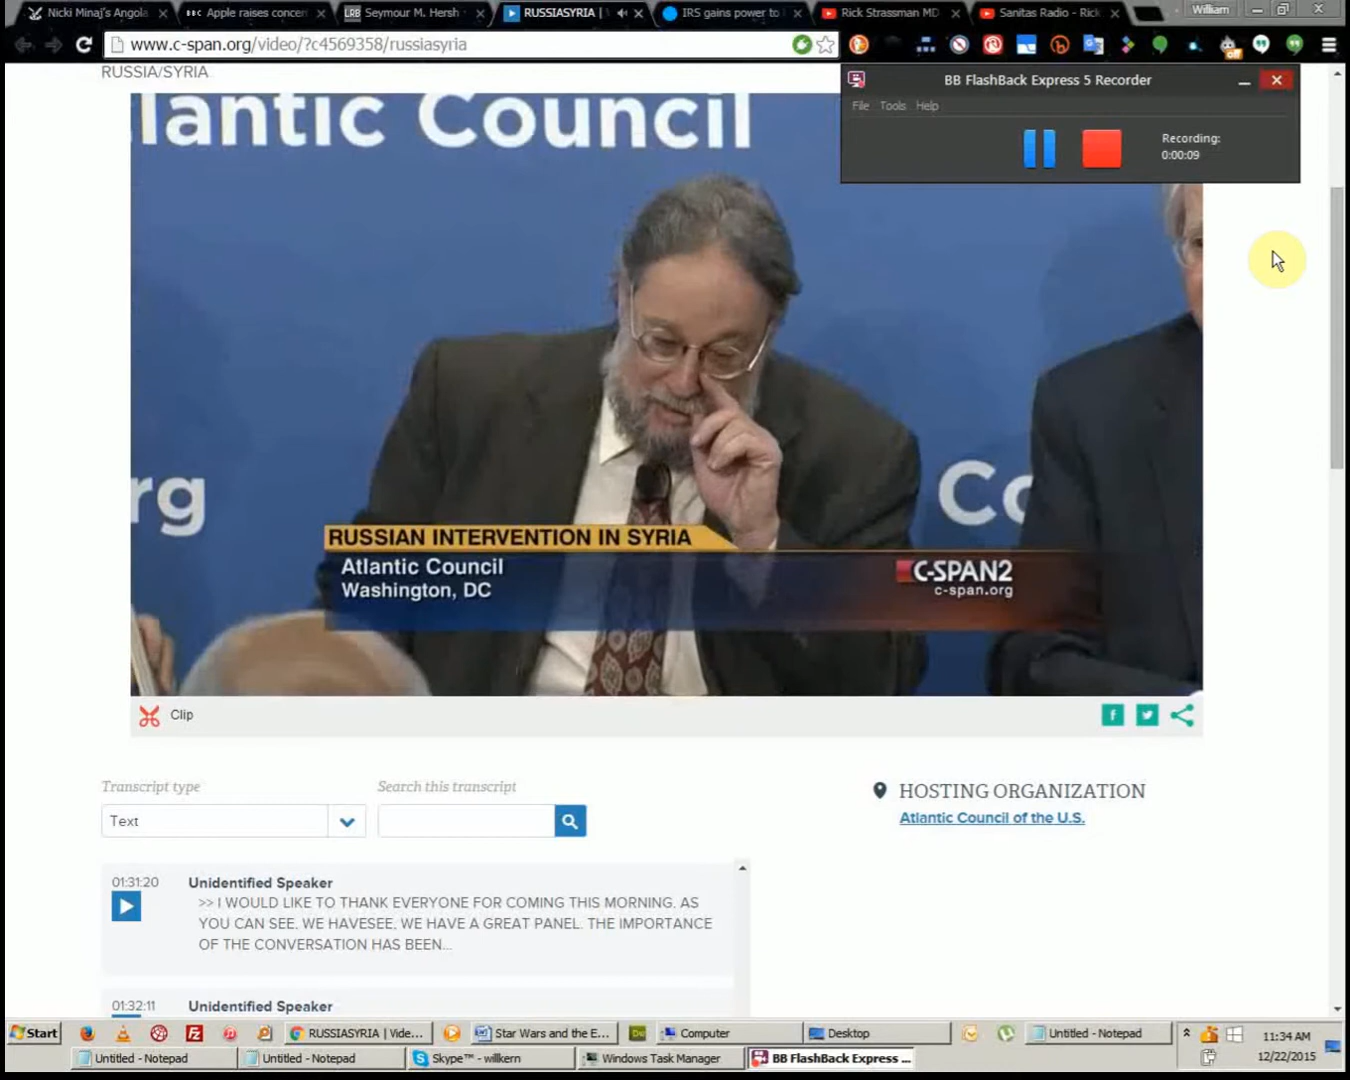 Nicki Minaj's Angola
BBC Apple raises concern
LRB Seymour M. Hersh
RUSSIASYRIA |
IRS gains power to
Rick Strassman MD
Sanitas Radio - Rick
William
www.c-span.org/video/?c4569358/russiasyria
off
RUSSIA/SYRIA
BB FlashBack Express 5 Recorder
File Tools Help
Recording:
0:00:09
lantic Council
rg
Co
RUSSIAN INTERVENTION IN SYRIA
Atlantic Council
Washington, DC
C-SPAN2
c-span.org
Clip
Transcript type
Search this transcript
Text
HOSTING ORGANIZATION
Atlantic Council of the U.S.
01:31:20 Unidentified Speaker
>> I WOULD LIKE TO THANK EVERYONE FOR COMING THIS MORNING. AS
YOU CAN SEE, WE HAVESEE, WE HAVE A GREAT PANEL. THE IMPORTANCE
OF THE CONVERSATION HAS BEEN...
01:32:11 Unidentified Speaker
Start
RUSSIASYRIA | Vide...
Star Wars and the E...
Computer
Desktop
Untitled - Notepad
11:34 AM
Untitled - Notepad
Untitled - Notepad
Skype™ - willkern
Windows Task Manager
BB FlashBack Express ...
12/22/2015